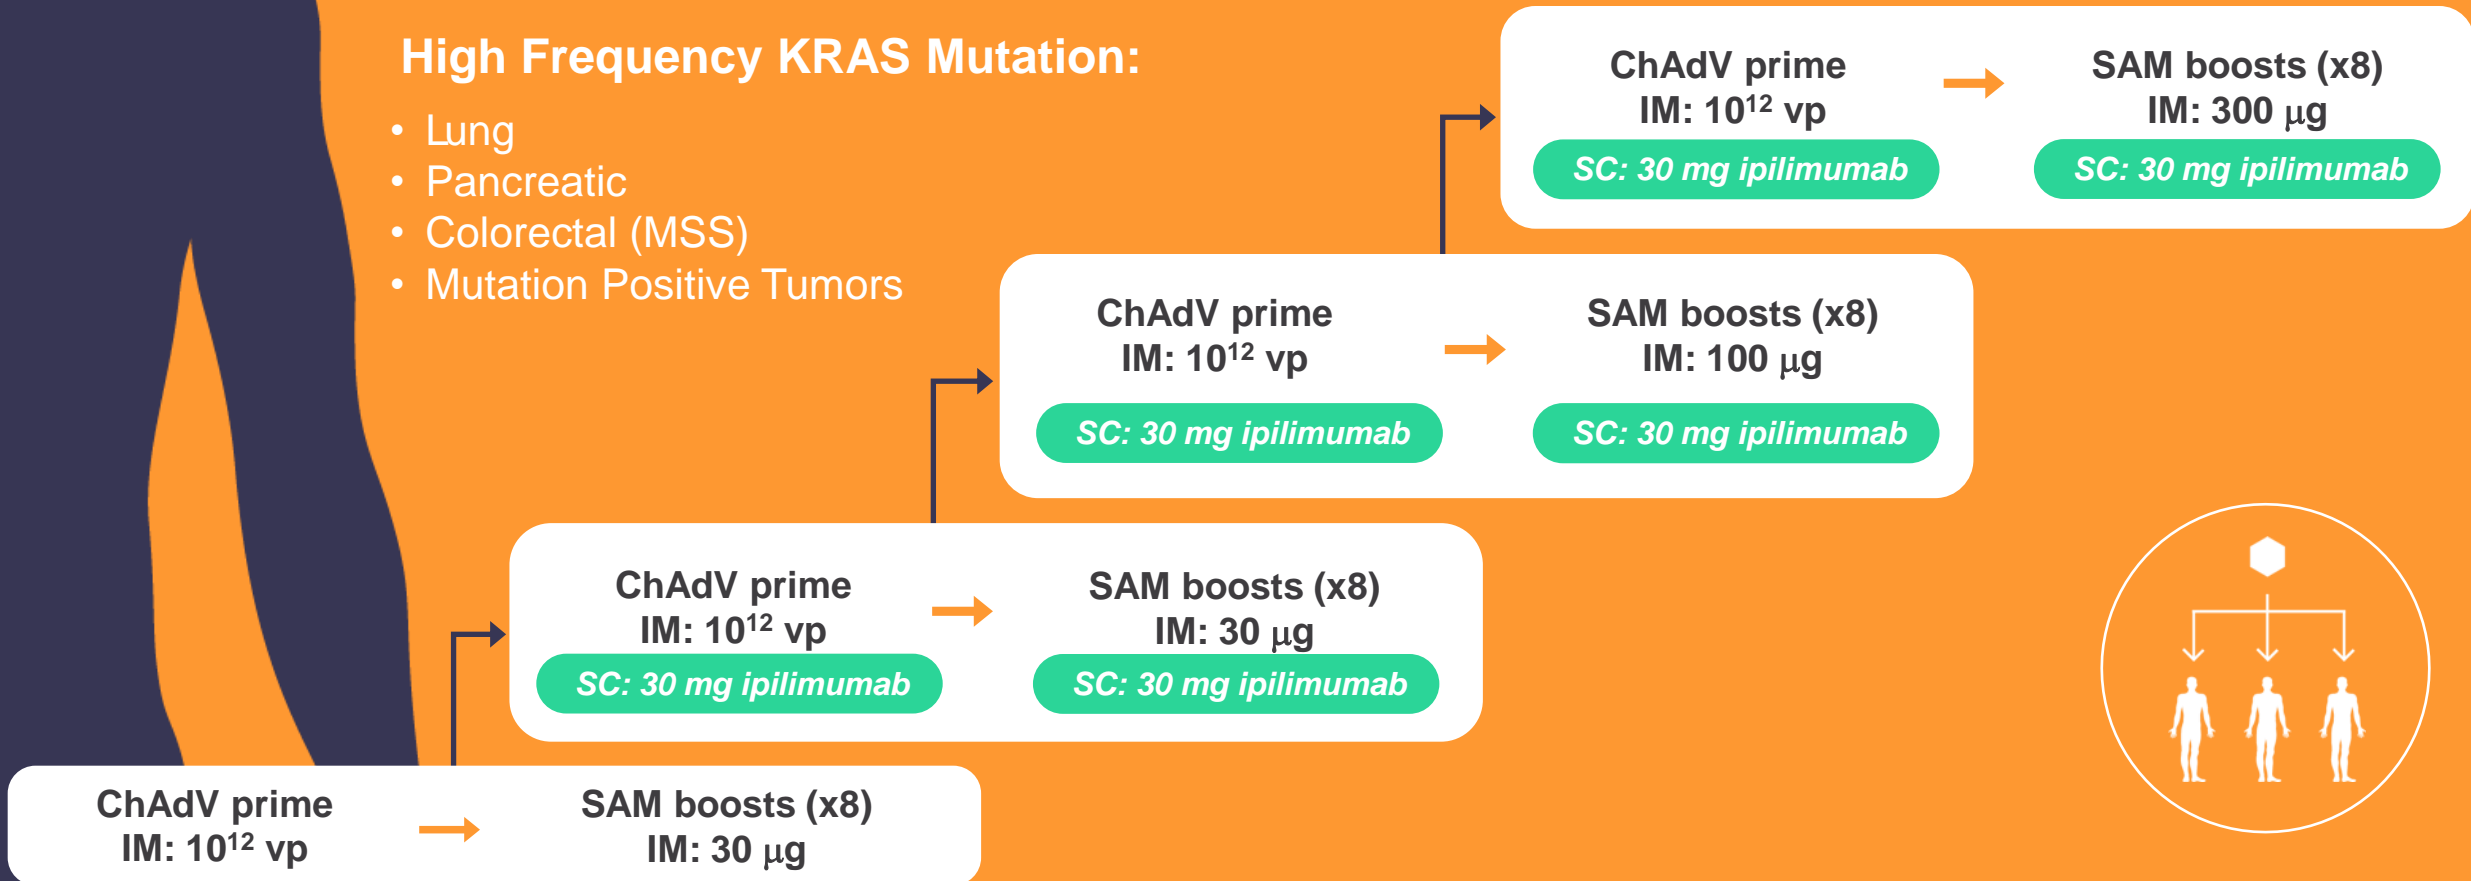 High Frequency KRAS Mutation:
• Lung
• Pancreatic
• Colorectal (MSS)
• Mutation Positive Tumors
ChAdV prime
IM: 10¹² vp
SC: 30 mg ipilimumab
SAM boosts (x8)
IM: 300 μg
SC: 30 mg ipilimumab
ChAdV prime
IM: 10¹² vp
SC: 30 mg ipilimumab
SAM boosts (x8)
IM: 100 μg
SC: 30 mg ipilimumab
ChAdV prime
IM: 10¹² vp
SC: 30 mg ipilimumab
SAM boosts (x8)
IM: 30 μg
SC: 30 mg ipilimumab
ChAdV prime
IM: 10¹² vp
SAM boosts (x8)
IM: 30 μg